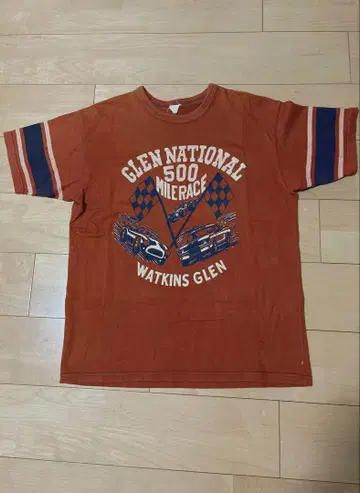 GLEN NATIONAL
500
MILE RACE
WATKINS GLEN